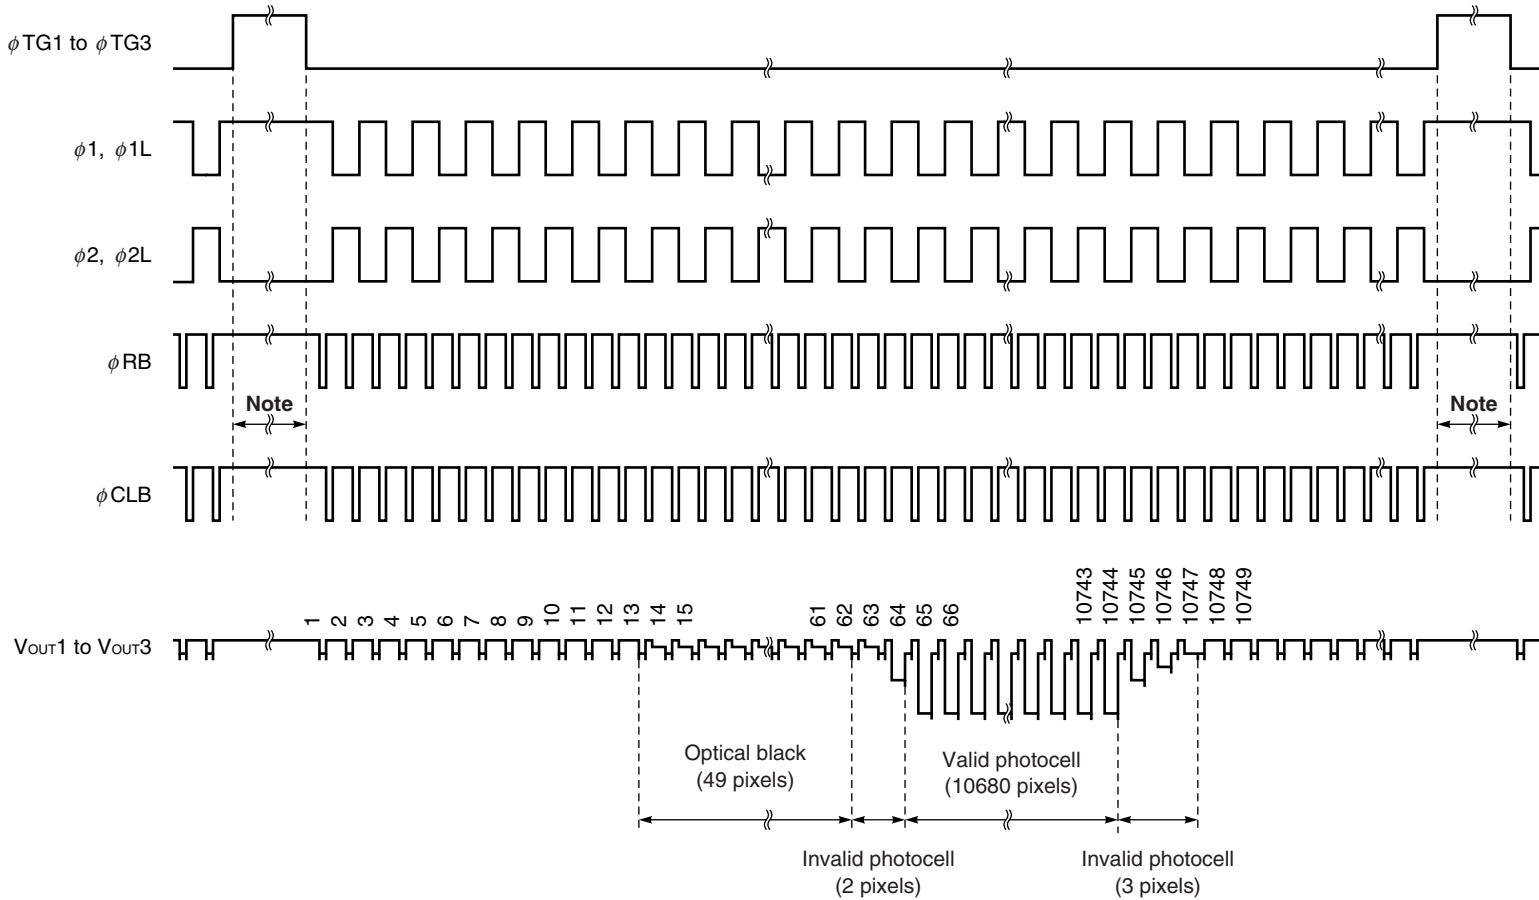 φTG1 to φTG3
φ1, φ1L
φ2, φ2L
φRB
Note
Note
φCLB
1 2 3 4 5 6 7 8 9 10 11 12 13 14 15 61 62 63 64 65 66 10743 10744 10745 10746 10747 10748 10749
VOUT1 to VOUT3
Optical black
(49 pixels)
Valid photocell
(10680 pixels)
Invalid photocell
(2 pixels)
Invalid photocell
(3 pixels)